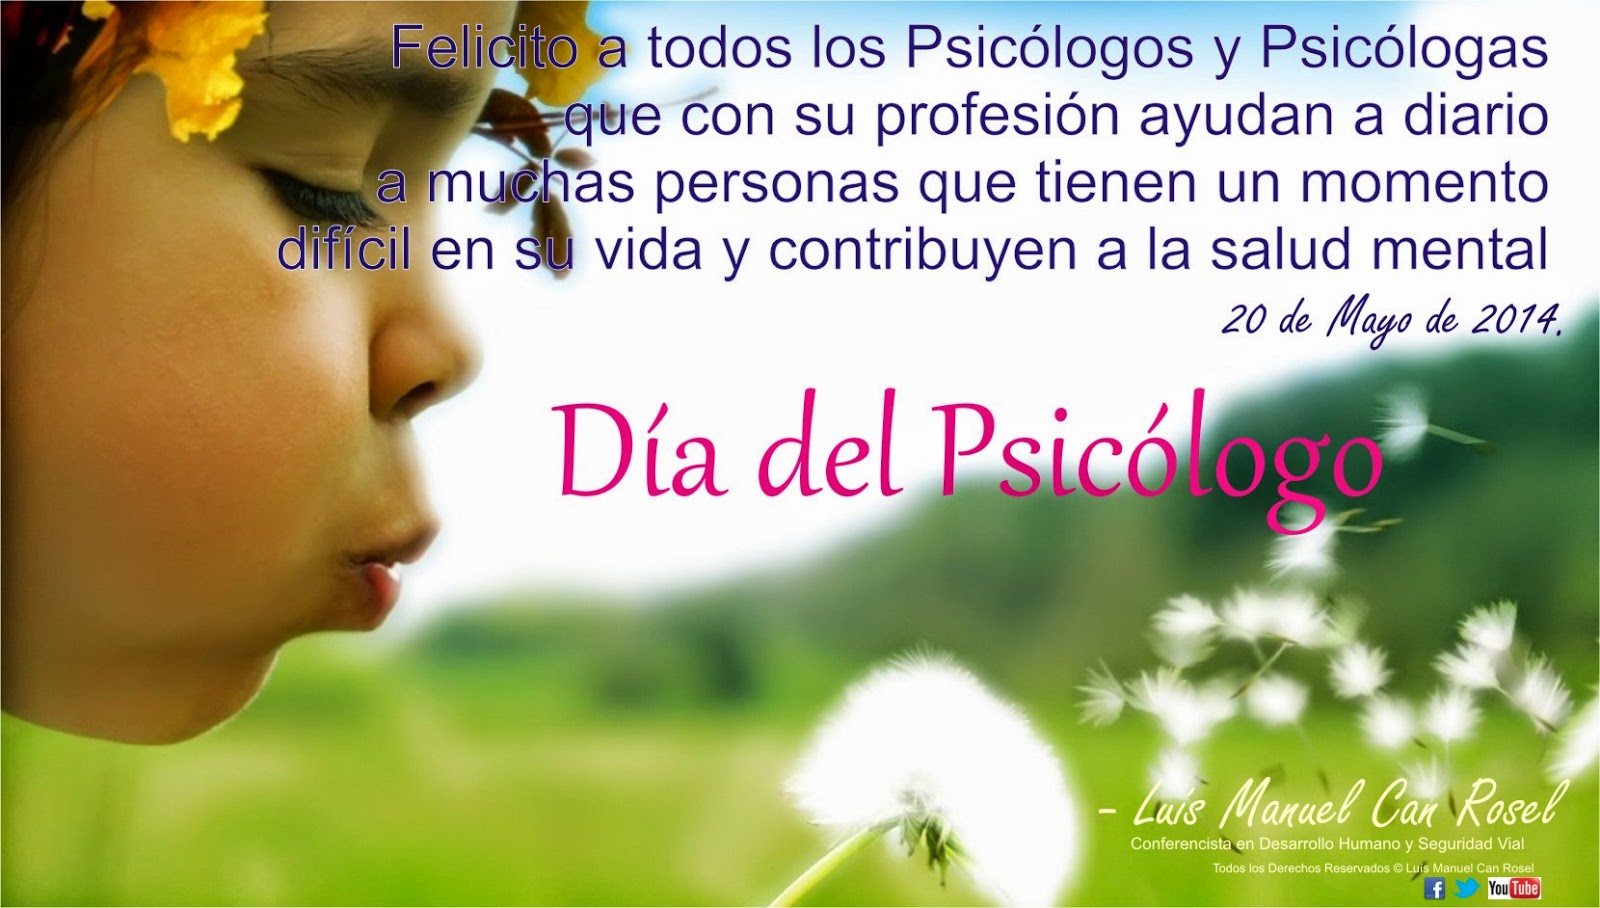 Felicito a todos los Psicólogos y Psicólogas
que con su profesión ayudan a diario
a muchas personas que tienen un momento
difícil en su vida y contribuyen a la salud mental
20 de Mayo de 2014.
Día del Psicólogo
- Luis Manuel Can Rosel
Conferencista en Desarrollo Humano y Seguridad Vial
Todos los Derechos Reservados © Luis Manuel Can Rosel
f YouTube